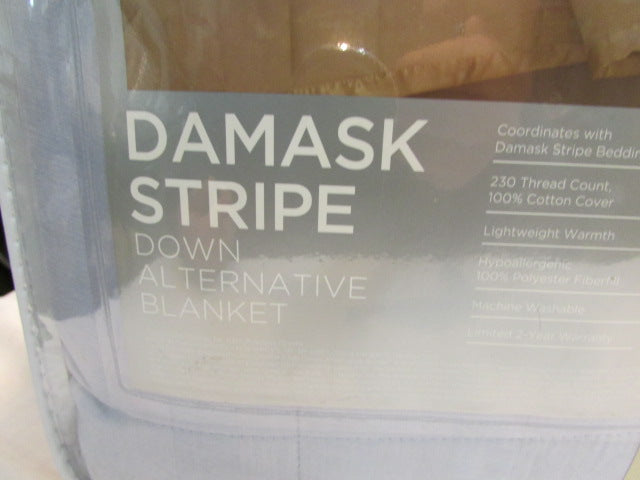 DAMASK
STRIPE
DOWN
ALTERNATIVE
BLANKET
Coordinates with
Damask Stripe Beddin
230 Thread Count,
100% Cotton Cover
Lightweight Warmth
Hypoallergenic
100% Polyester Fiberfill
Machine Washable
Limited 2-Year Warranty